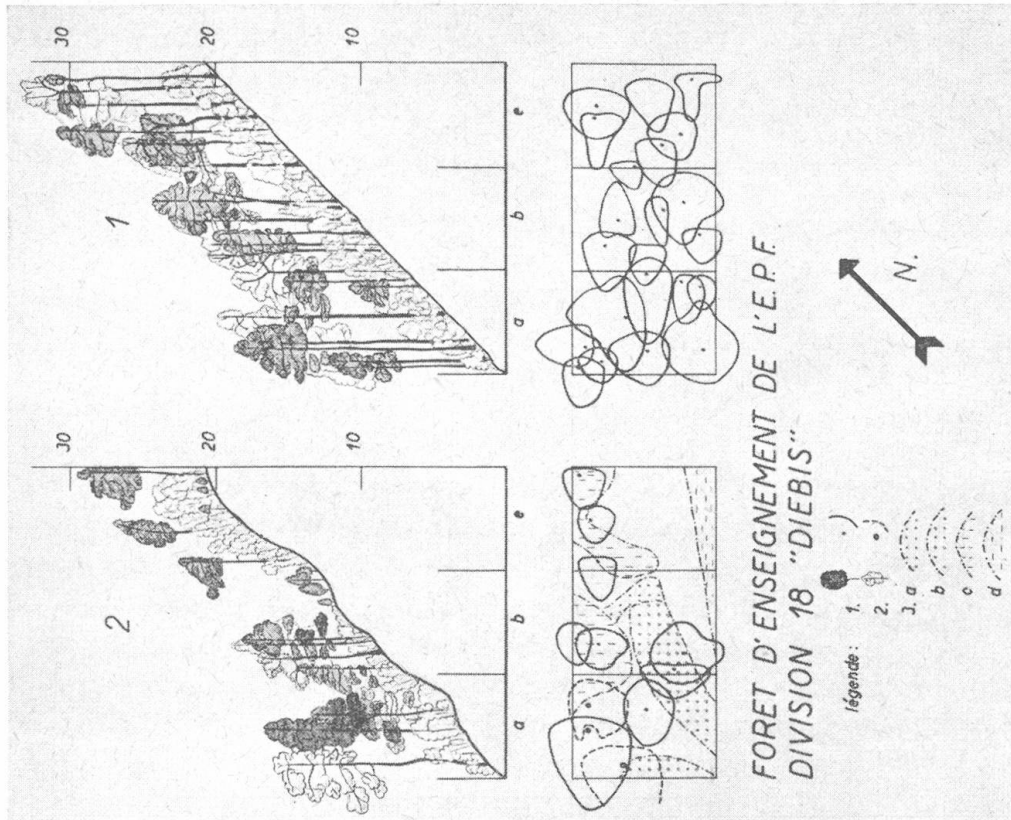 2
1
30
20
10
30
20
10
a b e
a b e
FORET D'ENSEIGNEMENT DE L'E.P.F.
DIVISION 18 "DIEBIS"
légende :
1.
2.
3. a
b
c
d
N.